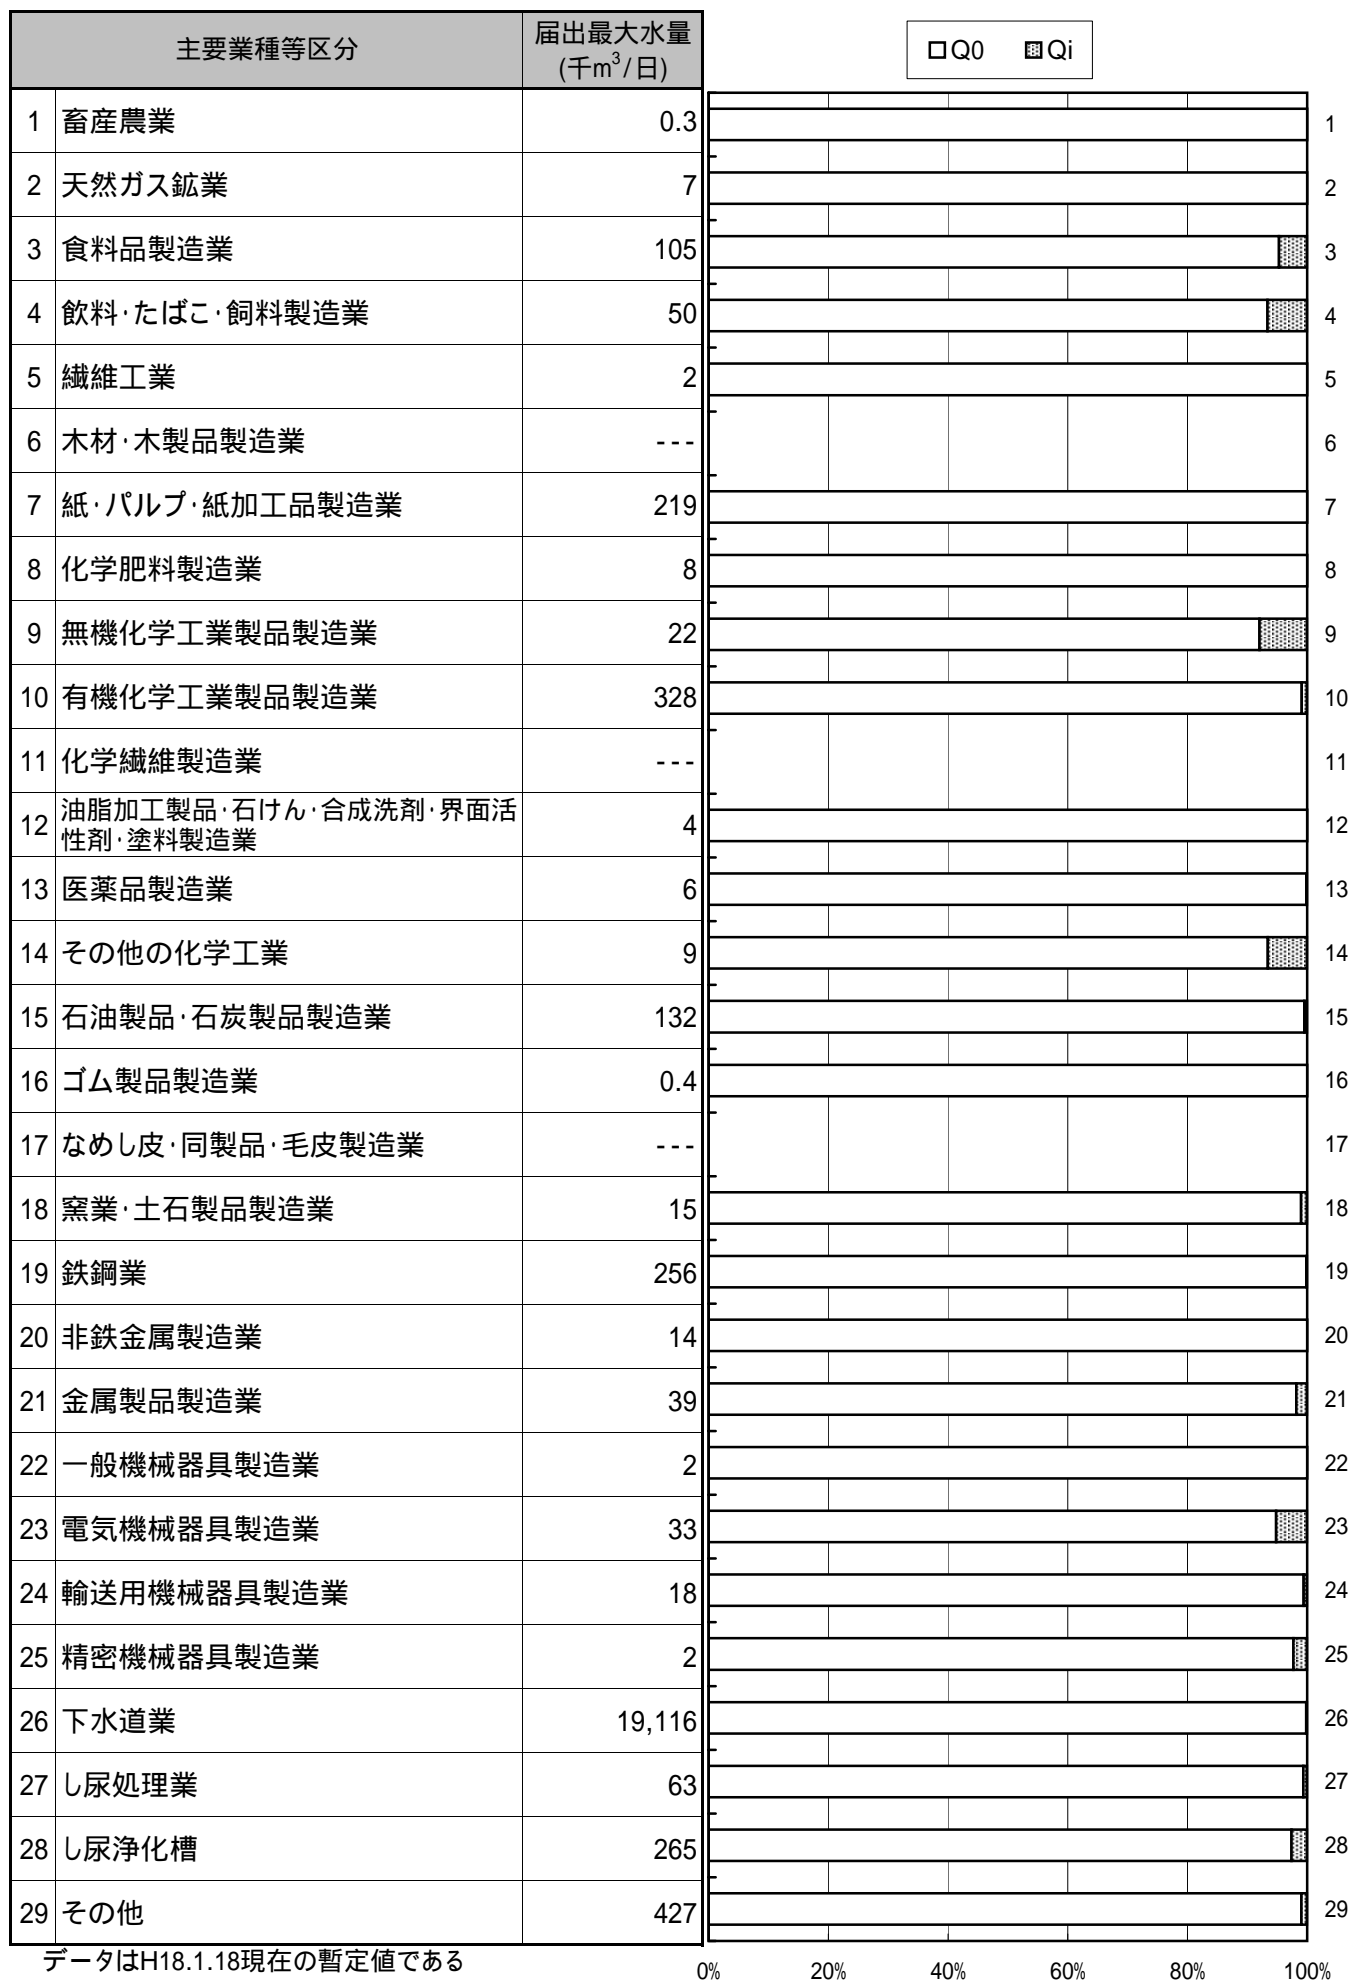 主要業種等区分 届出最大水量
(千m³/日)
□Q0 Qi
1 畜産農業 0.3 1
2 天然ガス鉱業 7 2
3 食料品製造業 105 3
4 飲料・たばこ・飼料製造業 50 4
5 繊維工業 2 5
6 木材・木製品製造業 --- 6
7 紙・パルプ・紙加工品製造業 219 7
8 化学肥料製造業 8 8
9 無機化学工業製品製造業 22 9
10 有機化学工業製品製造業 328 10
11 化学繊維製造業 --- 11
12 油脂加工製品・石けん・合成洗剤・界面活
性剤・塗料製造業 4 12
13 医薬品製造業 6 13
14 その他の化学工業 9 14
15 石油製品・石炭製品製造業 132 15
16 ゴム製品製造業 0.4 16
17 なめし皮・同製品・毛皮製造業 --- 17
18 窯業・土石製品製造業 15 18
19 鉄鋼業 256 19
20 非鉄金属製造業 14 20
21 金属製品製造業 39 21
22 一般機械器具製造業 2 22
23 電気機械器具製造業 33 23
24 輸送用機械器具製造業 18 24
25 精密機械器具製造業 2 25
26 下水道業 19,116 26
27 し尿処理業 63 27
28 し尿浄化槽 265 28
29 その他 427 29
データはH18.1.18現在の暫定値である
0% 20% 40% 60% 80% 100%